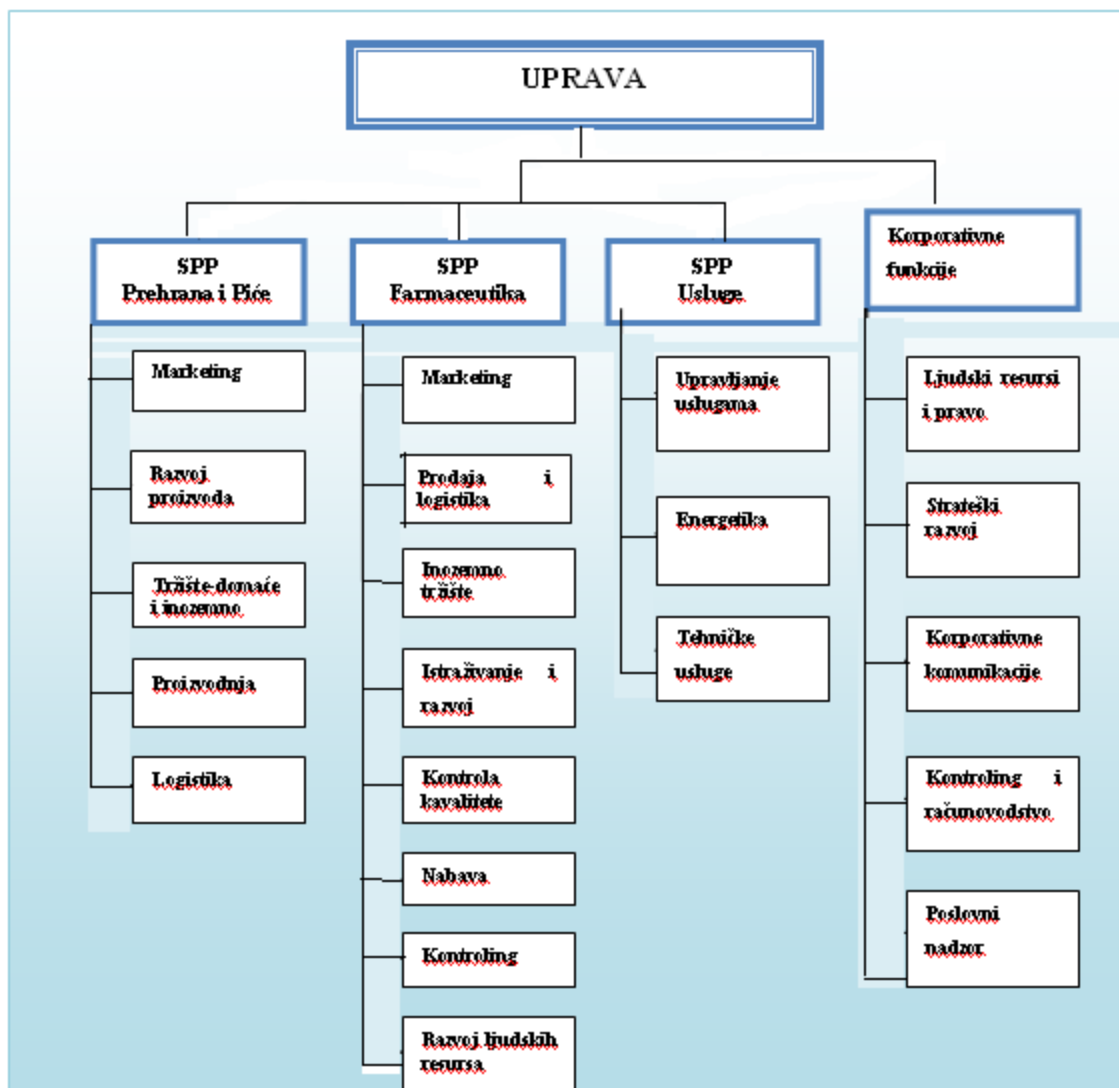 UPRAVA
SPP
Prehrana i Piće
SPP
Farmaceutika
SPP
Usluge
Korporativne
funkcije
Marketing
Razvoj
proizvoda
Tržište-domaće
i inozemno
Proizvodnja
Logistika
Marketing
Prodaja i
logistika
Inozemno
tržište
Istraživanje i
razvoj
Kontrola
kavalitete
Nabava
Kontroling
Razvoj ljudskih
resursa
Upravljanje
uslugama
Energetika
Tehničke
usluge
Ljudski resursi
i pravo
Strateški
razvoj
Korporativne
komunikacije
Kontroling i
računovodstvo
Poslovni
nadzor